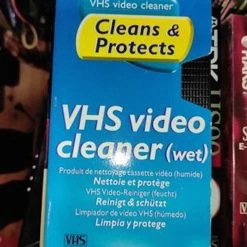 VHS video cleaner
Cleans &
Protects
VHS video
cleaner (wet)
Produit de nettoyage cassette vidéo (humide)
Nettoie et protège
VHS Video-Reiniger (feucht)
Reinigt & schützt
Limpiador de vídeo VHS (húmedo)
Limpia y protege
VHS
TDK